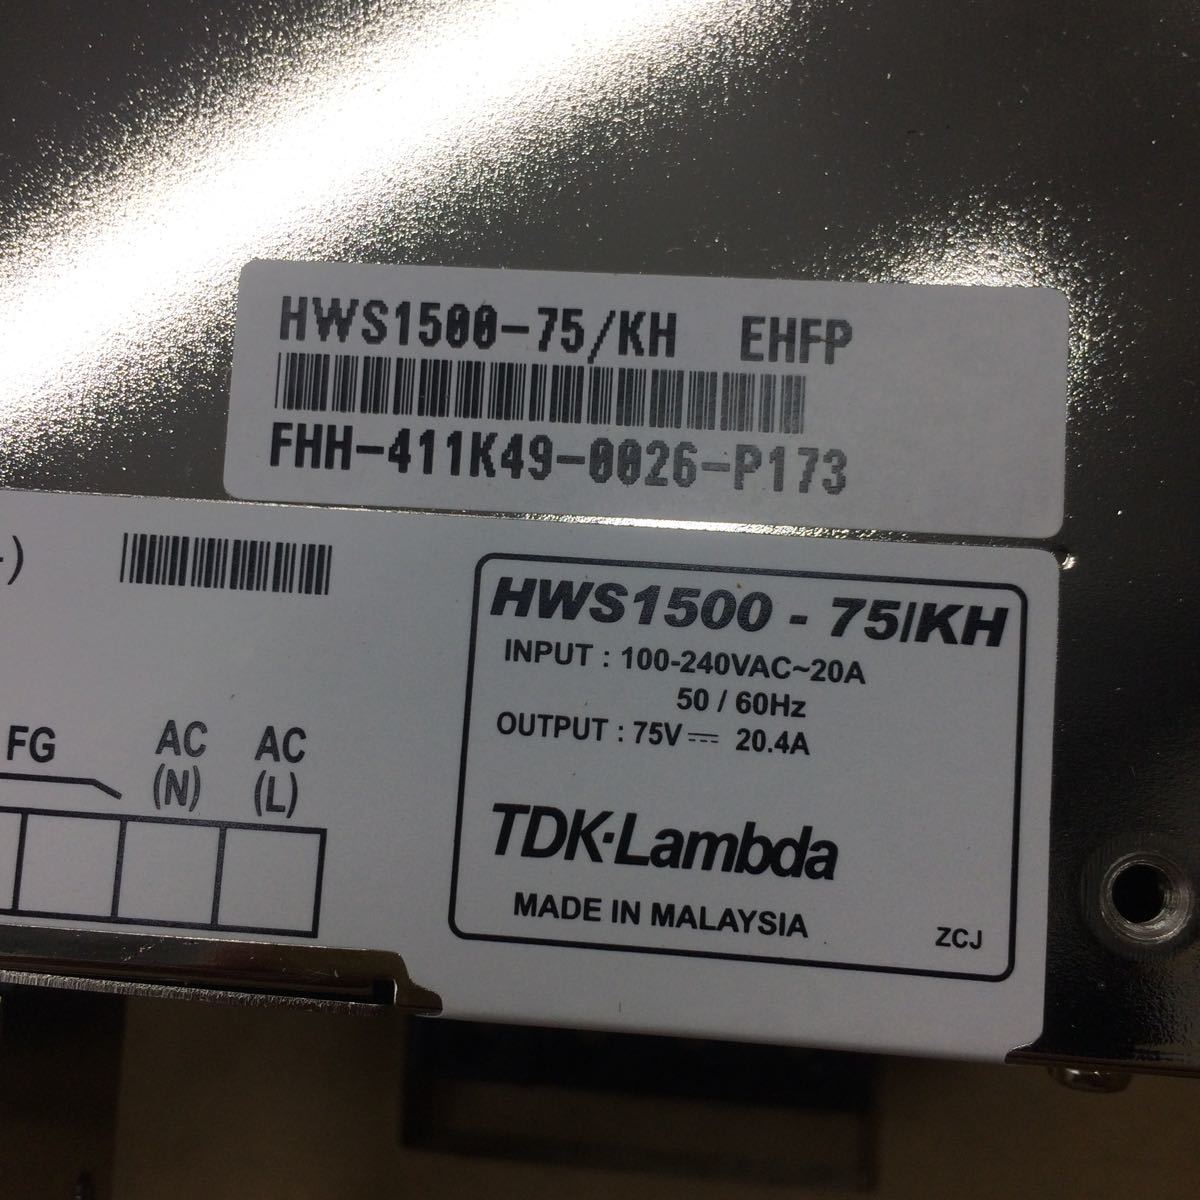 HWS1500-75/KH EHFP
FHH-411K49-0026-P173
HWS1500 - 75/KH
INPUT : 100-240VAC~20A
50 / 60Hz
OUTPUT : 75V⎓ 20.4A
TDK·Lambda
MADE IN MALAYSIA
ZCJ
FG
AC
(N)
AC
(L)